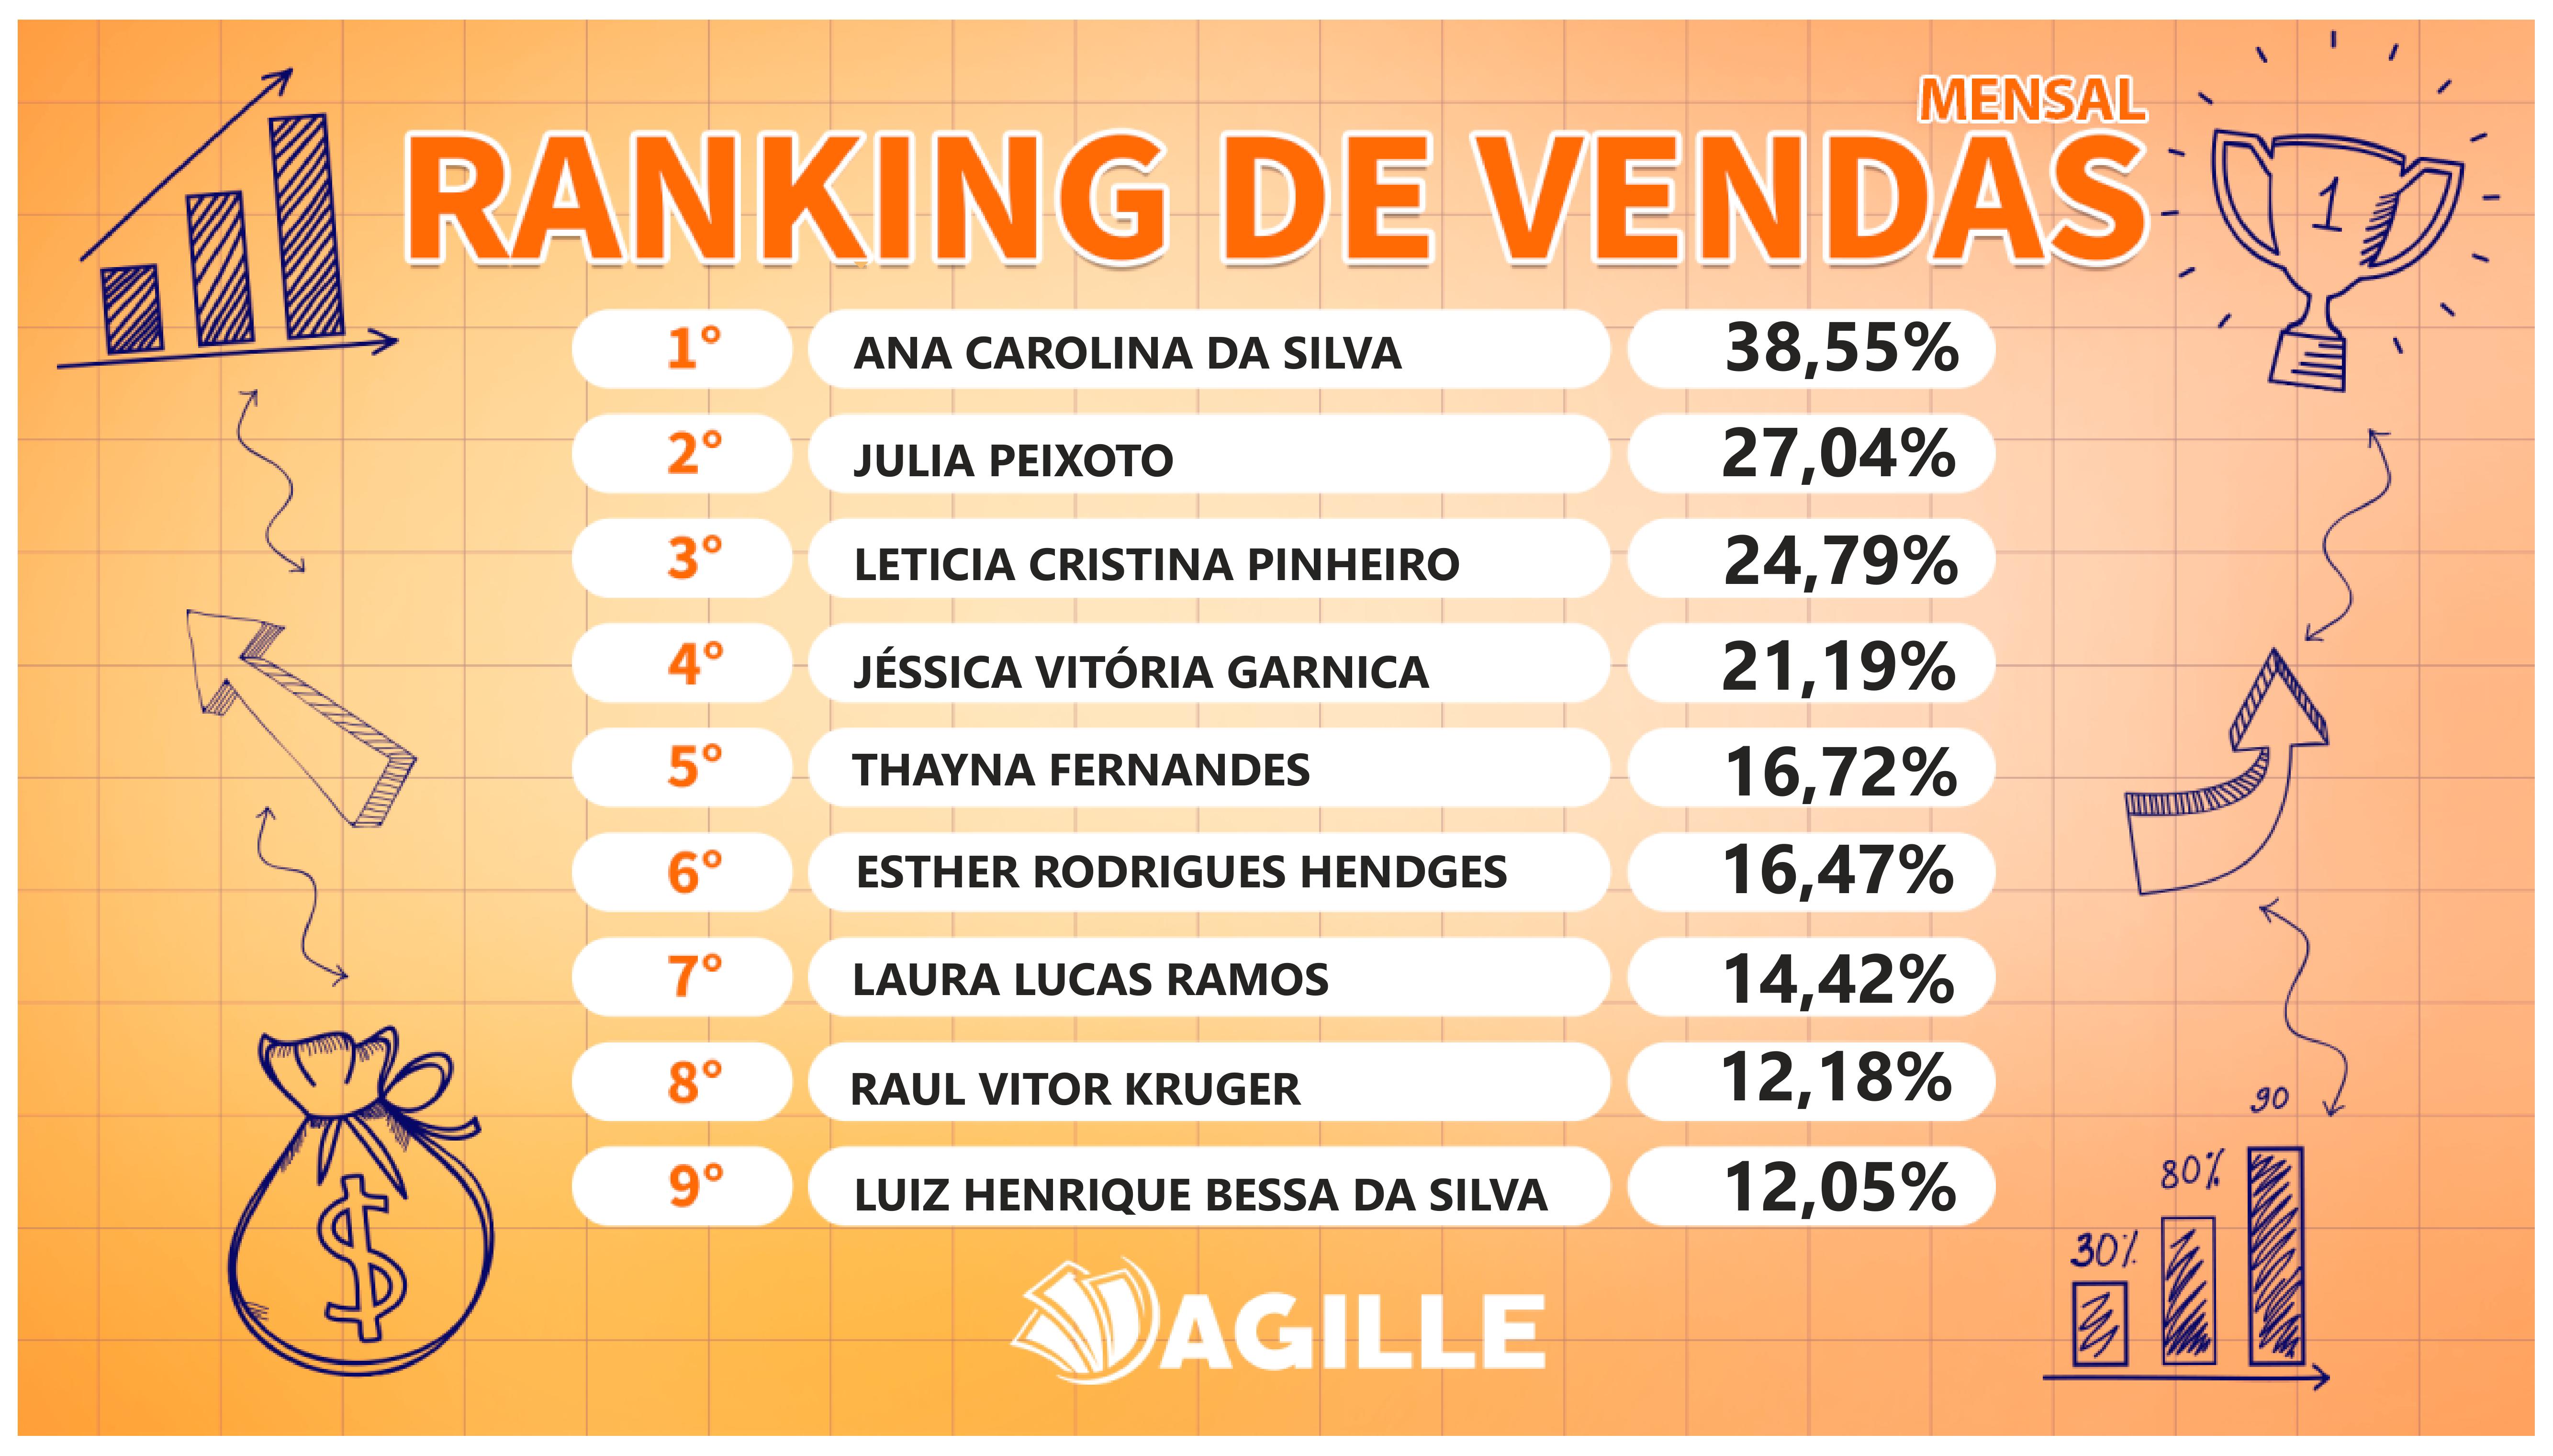 MENSAL
RANKING DE VENDAS
1
1° ANA CAROLINA DA SILVA 38,55%
2° JULIA PEIXOTO 27,04%
3° LETICIA CRISTINA PINHEIRO 24,79%
4° JÉSSICA VITÓRIA GARNICA 21,19%
5° THAYNA FERNANDES 16,72%
6° ESTHER RODRIGUES HENDGES 16,47%
7° LAURA LUCAS RAMOS 14,42%
8° RAUL VITOR KRUGER 12,18%
9° LUIZ HENRIQUE BESSA DA SILVA 12,05%
90
80%
30%
$
AGILLE